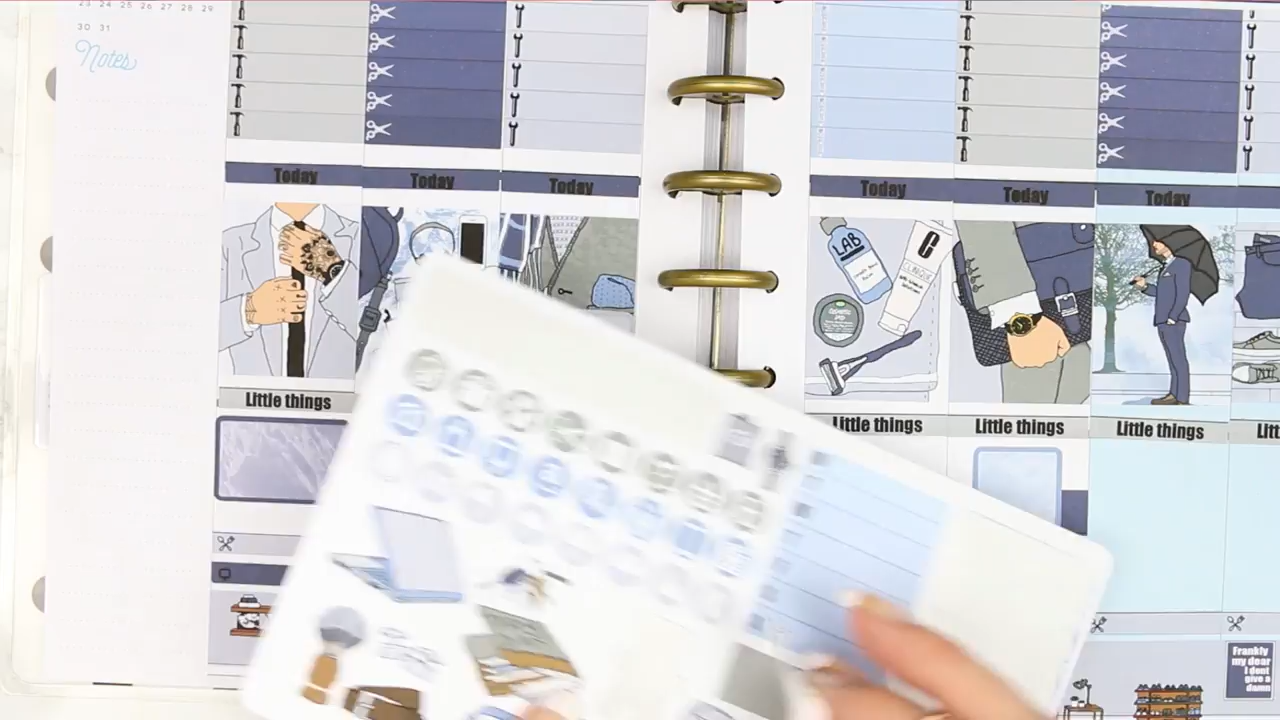 23 24 25 26 27 28 29
30 31
Notes
Today
Today
Today
Today
Today
Today
LAB
Little things
Little things
Little things
Little things
Frankly
my dear
I dont
give a
damn